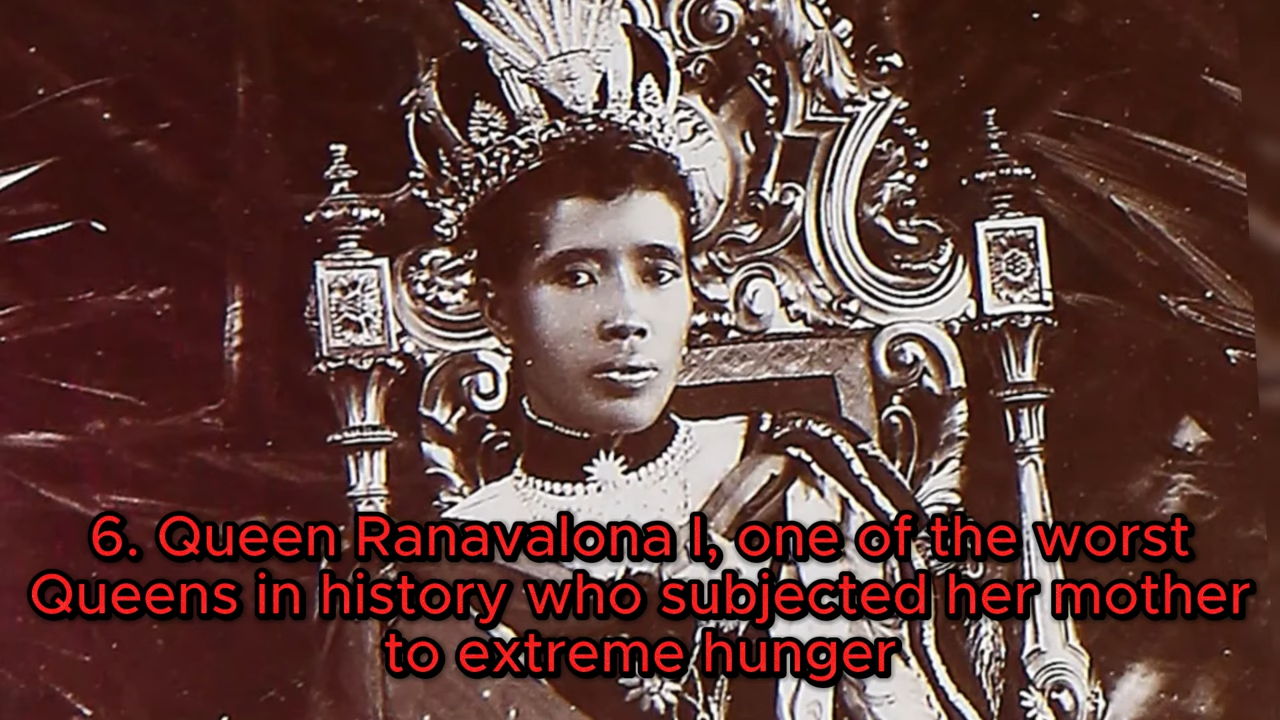 6. Queen Ranavalona I, one of the worst
Queens in history who subjected her mother
to extreme hunger